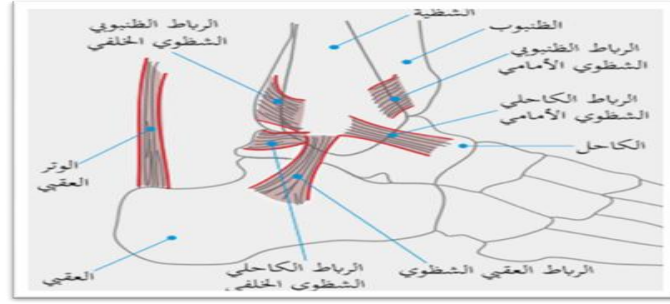 الشظية
الظنبوب
الرباط الظنبوبي
الشظوي الأمامي
الرباط الكاحلي
الشظوي الأمامي
الكاحل
الرباط الظنبوبي
الشظوي الخلفي
الوتر
العقبي
العقبي
الرباط الكاحلي
الشظوي الخلفي
الرباط العقبي الشظوي